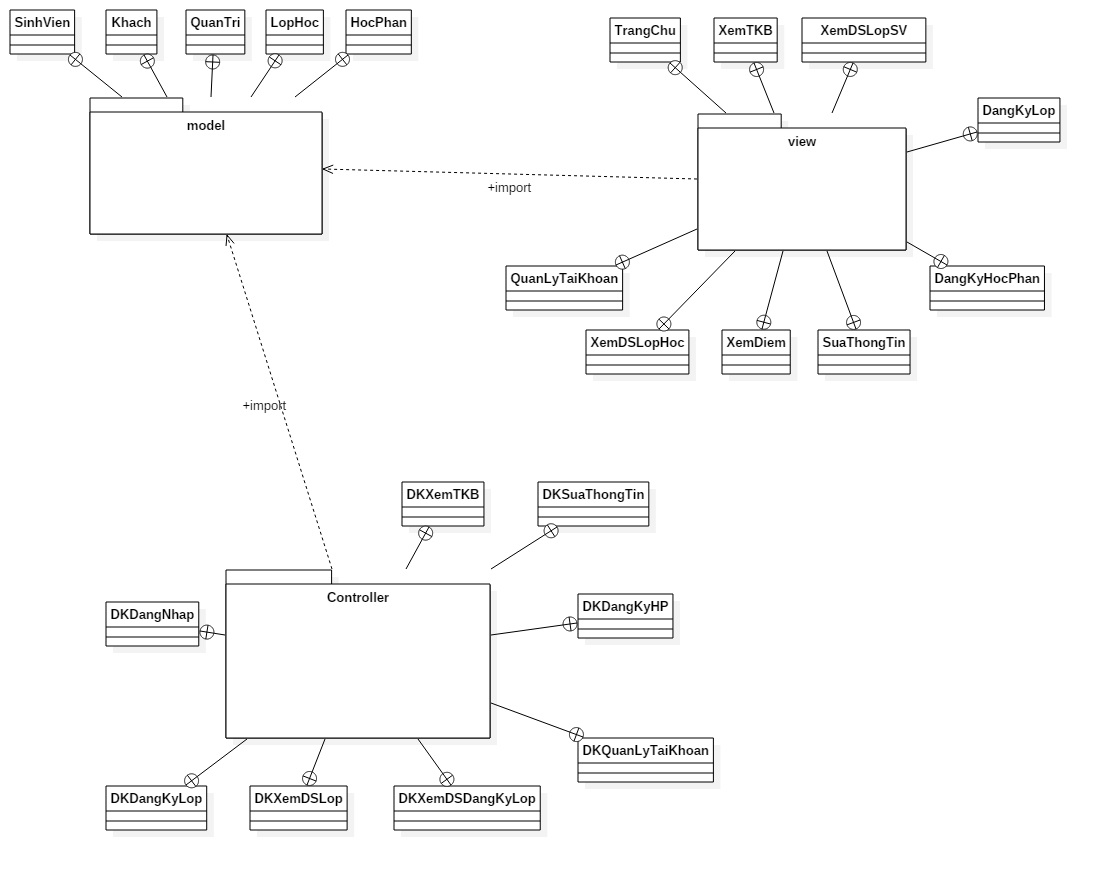 SinhVien
Khach
QuanTri
LopHoc
HocPhan
TrangChu
XemTKB
XemDSLopSV
DangKyLop
model
view
+import
QuanLyTaiKhoan
DangKyHocPhan
XemDSLopHoc
XemDiem
SuaThongTin
+import
DKXemTKB
DKSuaThongTin
Controller
DKDangNhap
DKDangKyHP
DKQuanLyTaiKhoan
DKDangKyLop
DKXemDSLop
DKXemDSDangKyLop